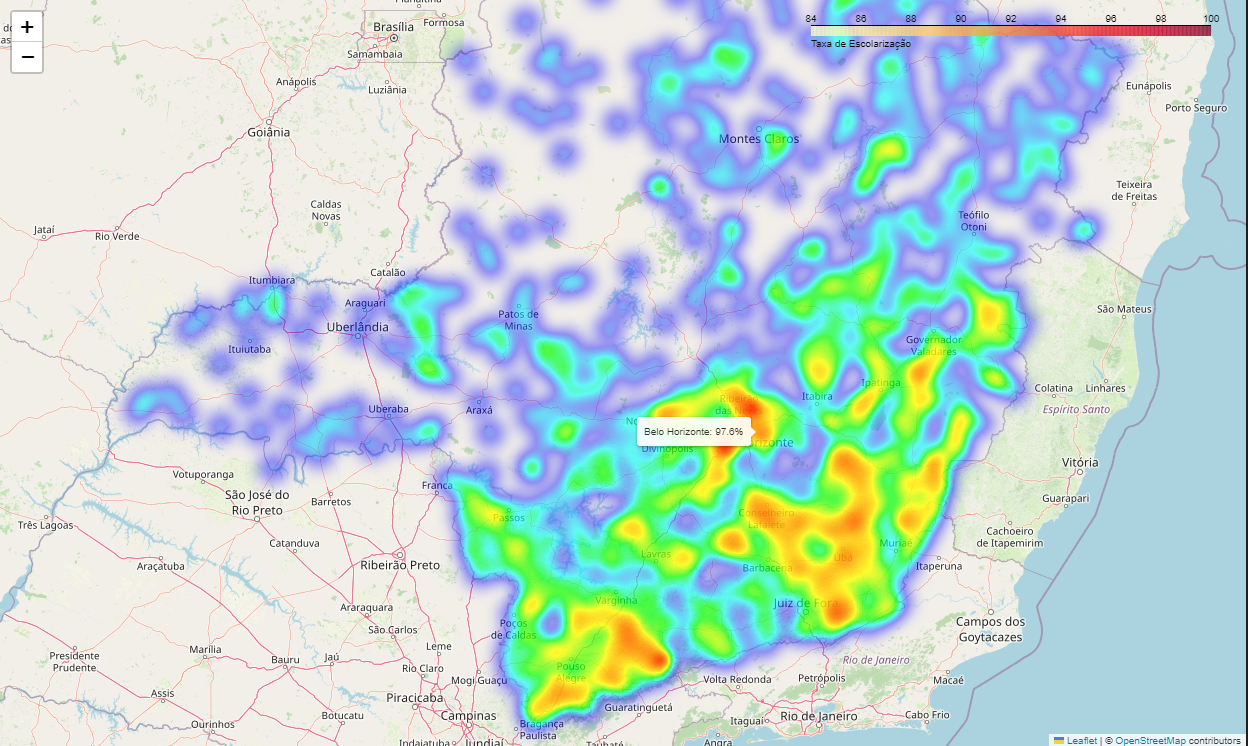 +
−
84 86 88 90 92 94 96 98 100
Taxa de Escolarização
Brasília
Formosa
Samambaia
Anápolis
Luziânia
Goiânia
Eunápolis
Porto Seguro
Montes Claros
Teixeira
de Freitas
Caldas
Novas
Jataí
Rio Verde
Teófilo
Otoni
Catalão
Itumbiara
Araguari
Uberlândia
Patos de
Minas
São Mateus
Ituiutaba
Governador
Valadares
Ipatinga
Colatina
Linhares
Itabira
Espírito Santo
Uberaba
Araxá
Ribeirão
das N
Belo Horizonte: 97.6%
rizonte
Divinópolis
Vitória
Votuporanga
Franca
São José do
Rio Preto
Barretos
Guarapari
Três Lagoas
Passos
Conselheiro
Lafaiete
Cachoeiro
de Itapemirim
Catanduva
Muriaé
Lavras
Ubá
Araçatuba
Ribeirão Preto
Barbacena
Itaperuna
Varginha
Juiz de Fora
Araraquara
Poços
de Caldas
Campos dos
Goytacazes
São Carlos
Marília
Leme
Presidente
Prudente
Bauru
Jaú
Rio Claro
Pouso
Alegre
Rio de Janeiro
Mogi Guaçu
Volta Redonda
Petrópolis
Macaé
Assis
Piracicaba
Guaratinguetá
Botucatu
Campinas
Bragança
Paulista
Itaguaí
Rio de Janeiro
Cabo Frio
Ourinhos
Indaiatuba
Jundiaí
Taubaté
Angra
Leaflet | © OpenStreetMap contributors